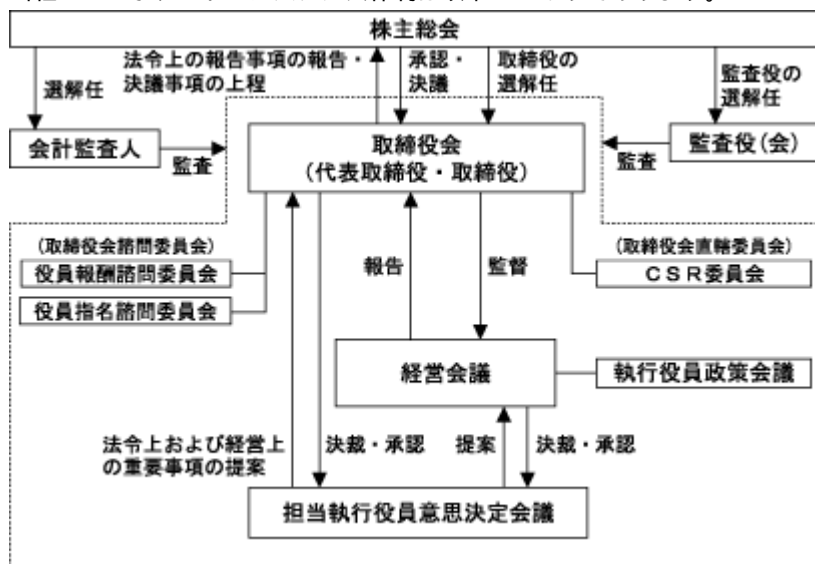 株主総会
法令上の報告事項の報告・
決議事項の上程
承認・
決議
取締役の
選解任
監査役の
選解任
選解任
会計監査人
監査
取締役会
(代表取締役・取締役)
監査
監査役(会)
(取締役会諮問委員会)
役員報酬諮問委員会
役員指名諮問委員会
報告
監督
(取締役会直轄委員会)
CSR委員会
経営会議
執行役員政策会議
法令上および経営上
の重要事項の提案
決裁・承認
提案
決裁・承認
担当執行役員意思決定会議